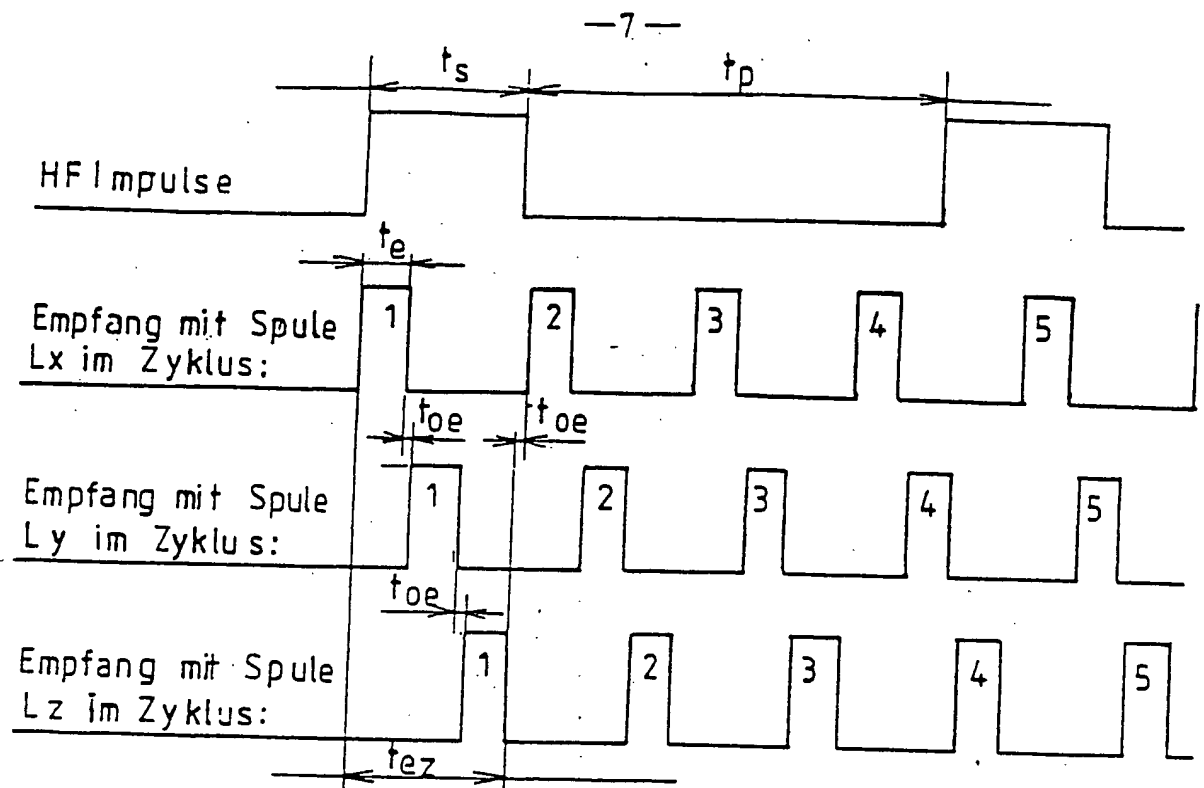 —7—
ts tp
HF Impulse
te
Empfang mit Spule
Lx im Zyklus:
1 2 3 4 5
toe toe
Empfang mit Spule
Ly im Zyklus:
1 2 3 4 5
toe
Empfang mit Spule
Lz im Zyklus:
1 2 3 4 5
tez